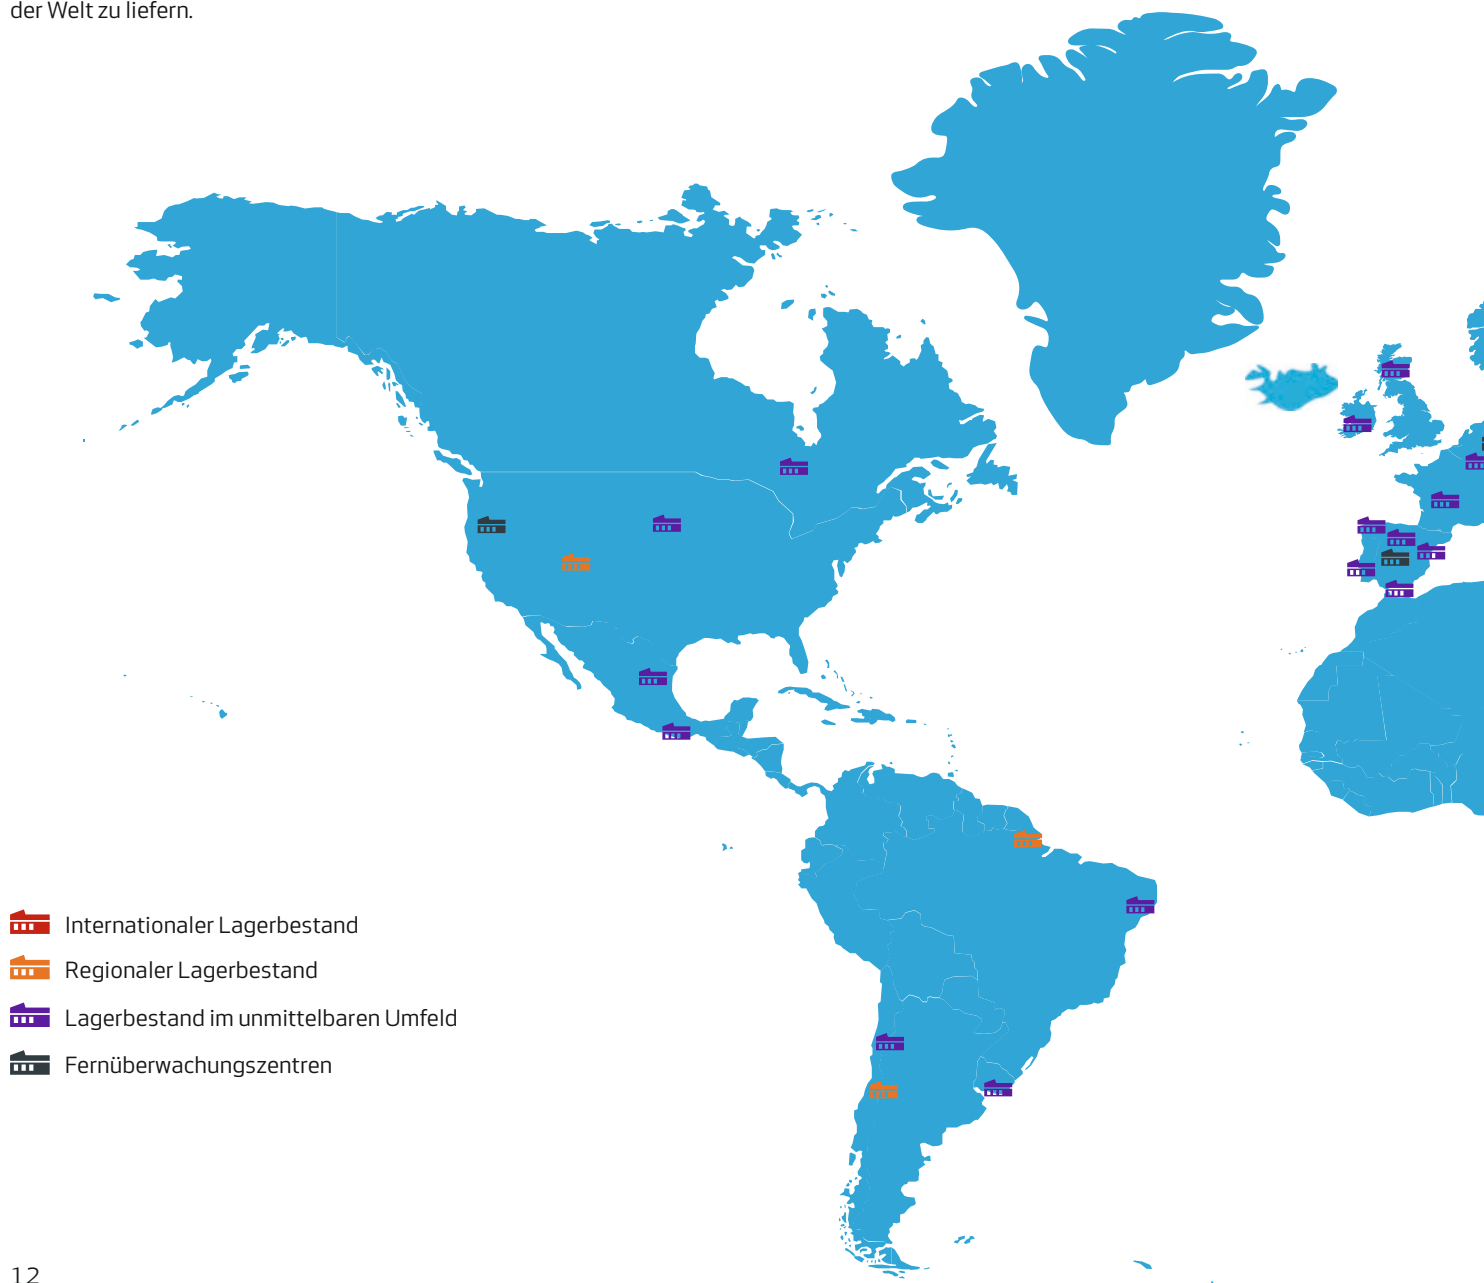 der Welt zu liefern.
Internationaler Lagerbestand
Regionaler Lagerbestand
Lagerbestand im unmittelbaren Umfeld
Fernüberwachungszentren
12